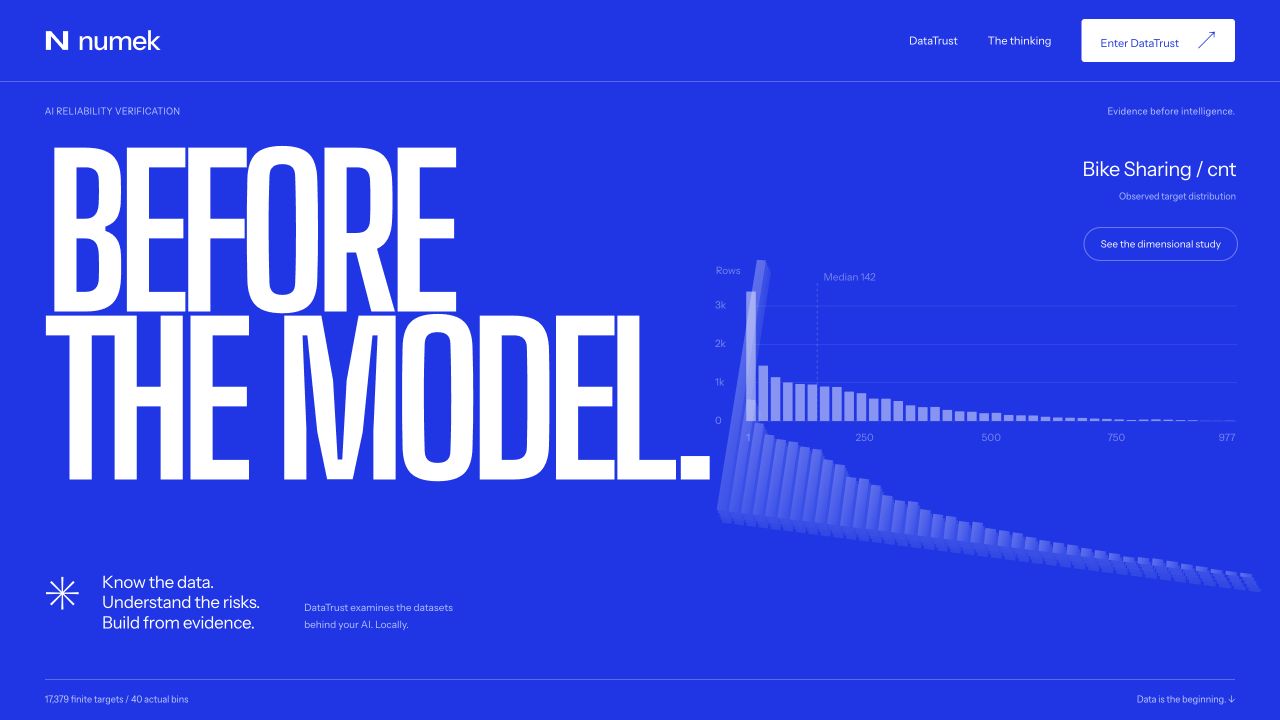 numek
DataTrust
The thinking
Enter DataTrust
AI RELIABILITY VERIFICATION
Evidence before intelligence.
BEFORE
THE MODEL.
Bike Sharing / cnt
Observed target distribution
See the dimensional study
Rows
Median 142
3k
2k
1k
0
1
250
500
750
977
Know the data.
Understand the risks.
Build from evidence.
DataTrust examines the datasets
behind your AI. Locally.
17,379 finite targets / 40 actual bins
Data is the beginning. ↓